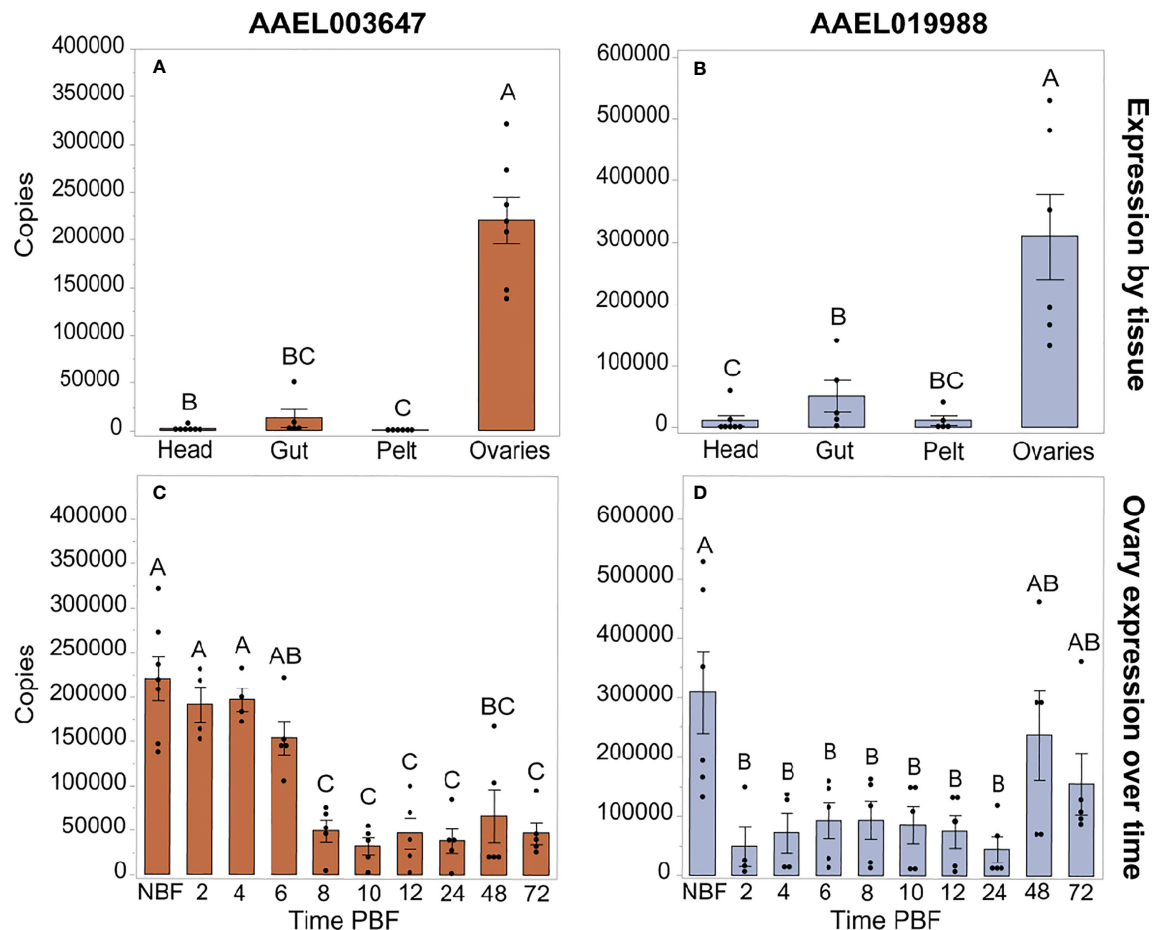 AAEL003647
AAEL019988
A
400000
350000
300000
250000
200000
150000
100000
50000
0
Copies
B
BC
C
A
Head
Gut
Pelt
Ovaries
B
600000
500000
400000
300000
200000
100000
0
C
B
BC
A
Head
Gut
Pelt
Ovaries
Expression by tissue
C
400000
350000
300000
250000
200000
150000
100000
50000
0
Copies
A
A
A
AB
C
C
C
C
BC
C
NBF
2
4
6
8
10
12
24
48
72
Time PBF
D
600000
500000
400000
300000
200000
100000
0
A
B
B
B
B
B
B
B
AB
AB
NBF
2
4
6
8
10
12
24
48
72
Time PBF
Ovary expression over time